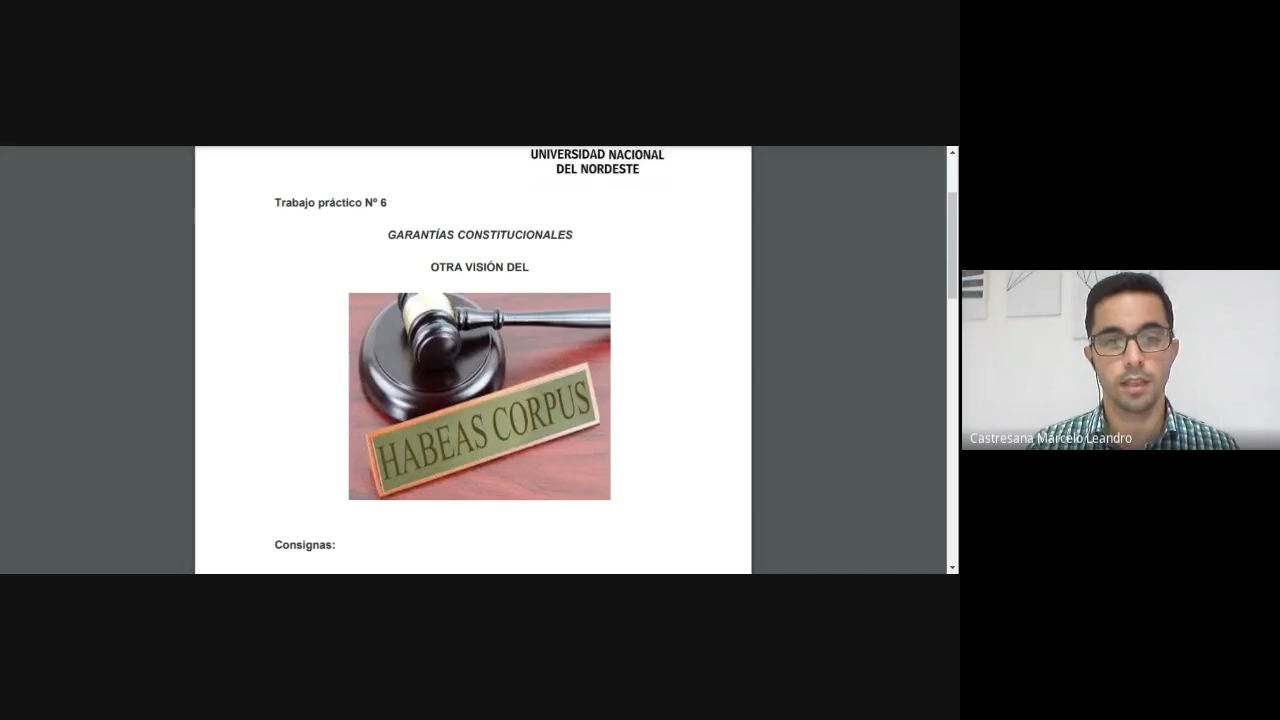 UNIVERSIDAD NACIONAL
DEL NORDESTE
Trabajo práctico Nº 6
GARANTÍAS CONSTITUCIONALES
OTRA VISIÓN DEL
HABEAS CORPUS
Consignas:
Castresana Marcelo Leandro